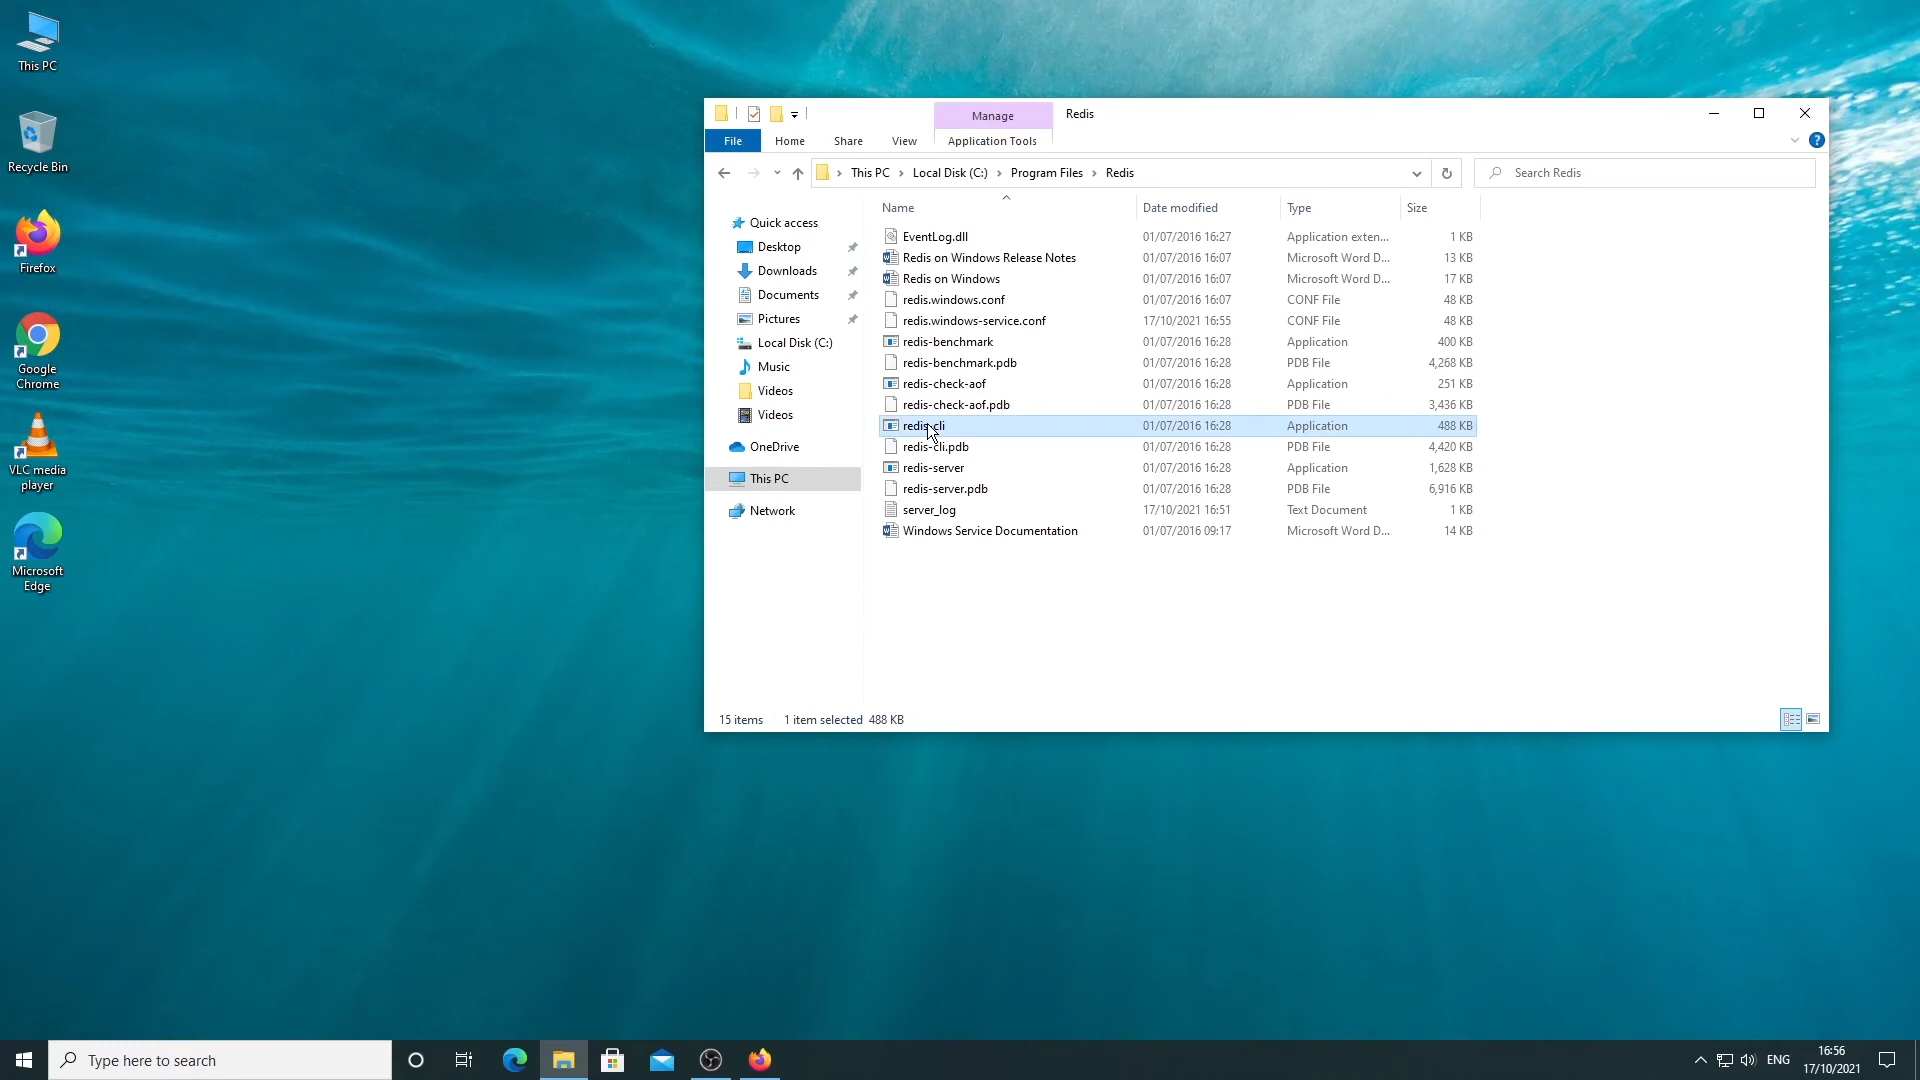 This PC
Recycle Bin
Firefox
Google
Chrome
VLC media
player
Microsoft
Edge
Manage
Redis
File
Home
Share
View
Application Tools
This PC > Local Disk (C:) > Program Files > Redis
Search Redis
Quick access
Desktop
Downloads
Documents
Pictures
Local Disk (C:)
Music
Videos
Videos
OneDrive
This PC
Network
Name Date modified Type Size
EventLog.dll 01/07/2016 16:27 Application exten... 1 KB
Redis on Windows Release Notes 01/07/2016 16:07 Microsoft Word D... 13 KB
Redis on Windows 01/07/2016 16:07 Microsoft Word D... 17 KB
redis.windows.conf 01/07/2016 16:07 CONF File 48 KB
redis.windows-service.conf 17/10/2021 16:55 CONF File 48 KB
redis-benchmark 01/07/2016 16:28 Application 400 KB
redis-benchmark.pdb 01/07/2016 16:28 PDB File 4,268 KB
redis-check-aof 01/07/2016 16:28 Application 251 KB
redis-check-aof.pdb 01/07/2016 16:28 PDB File 3,436 KB
redis-cli 01/07/2016 16:28 Application 488 KB
redis-cli.pdb 01/07/2016 16:28 PDB File 4,420 KB
redis-server 01/07/2016 16:28 Application 1,628 KB
redis-server.pdb 01/07/2016 16:28 PDB File 6,916 KB
server_log 17/10/2021 16:51 Text Document 1 KB
Windows Service Documentation 01/07/2016 09:17 Microsoft Word D... 14 KB
15 items 1 item selected 488 KB
Type here to search
ENG
16:56
17/10/2021